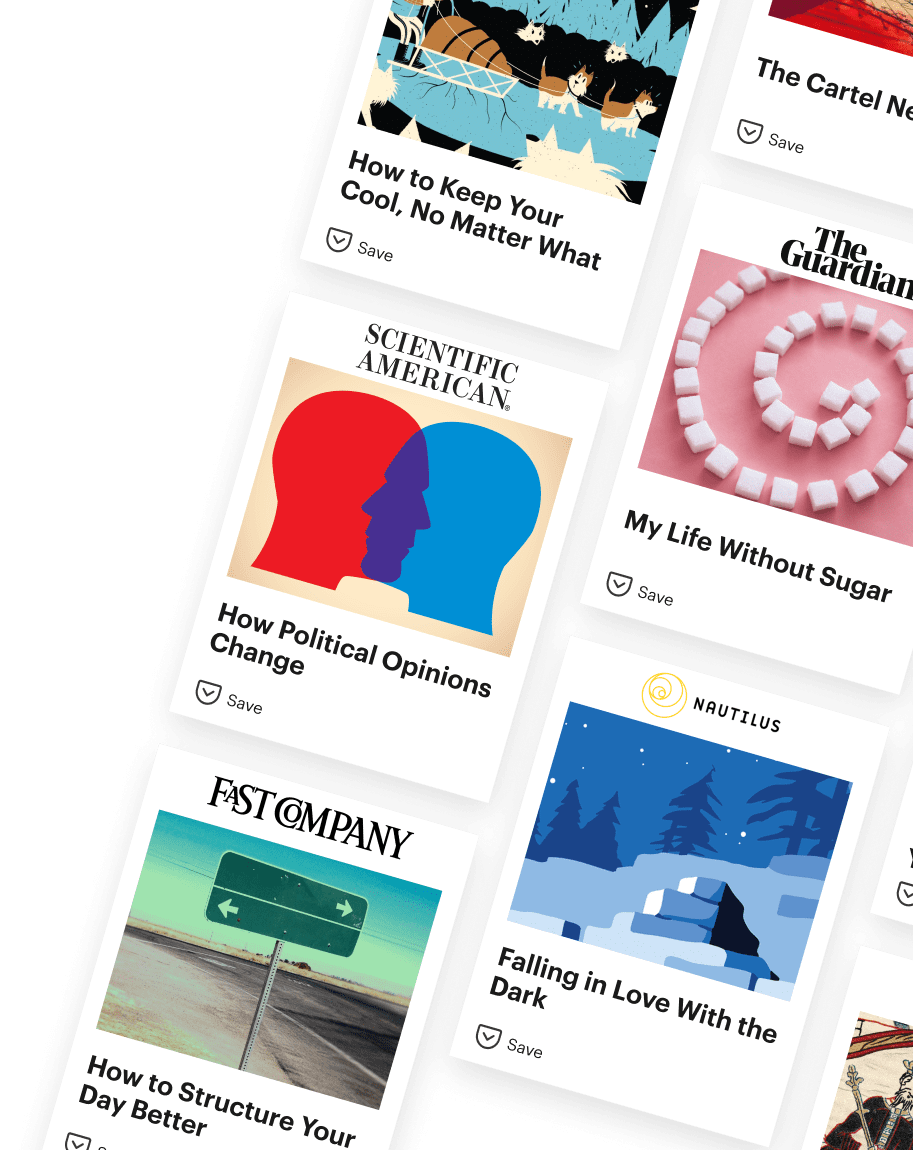 How to Keep Your
Cool, No Matter What
Save
SCIENTIFIC
AMERICAN®
How Political Opinions
Change
Save
FAST COMPANY
How to Structure Your
Day Better
The Cartel
Save
The
Guardian
My Life Without Sugar
Save
NAUTILUS
Falling in Love With the
Dark
Save